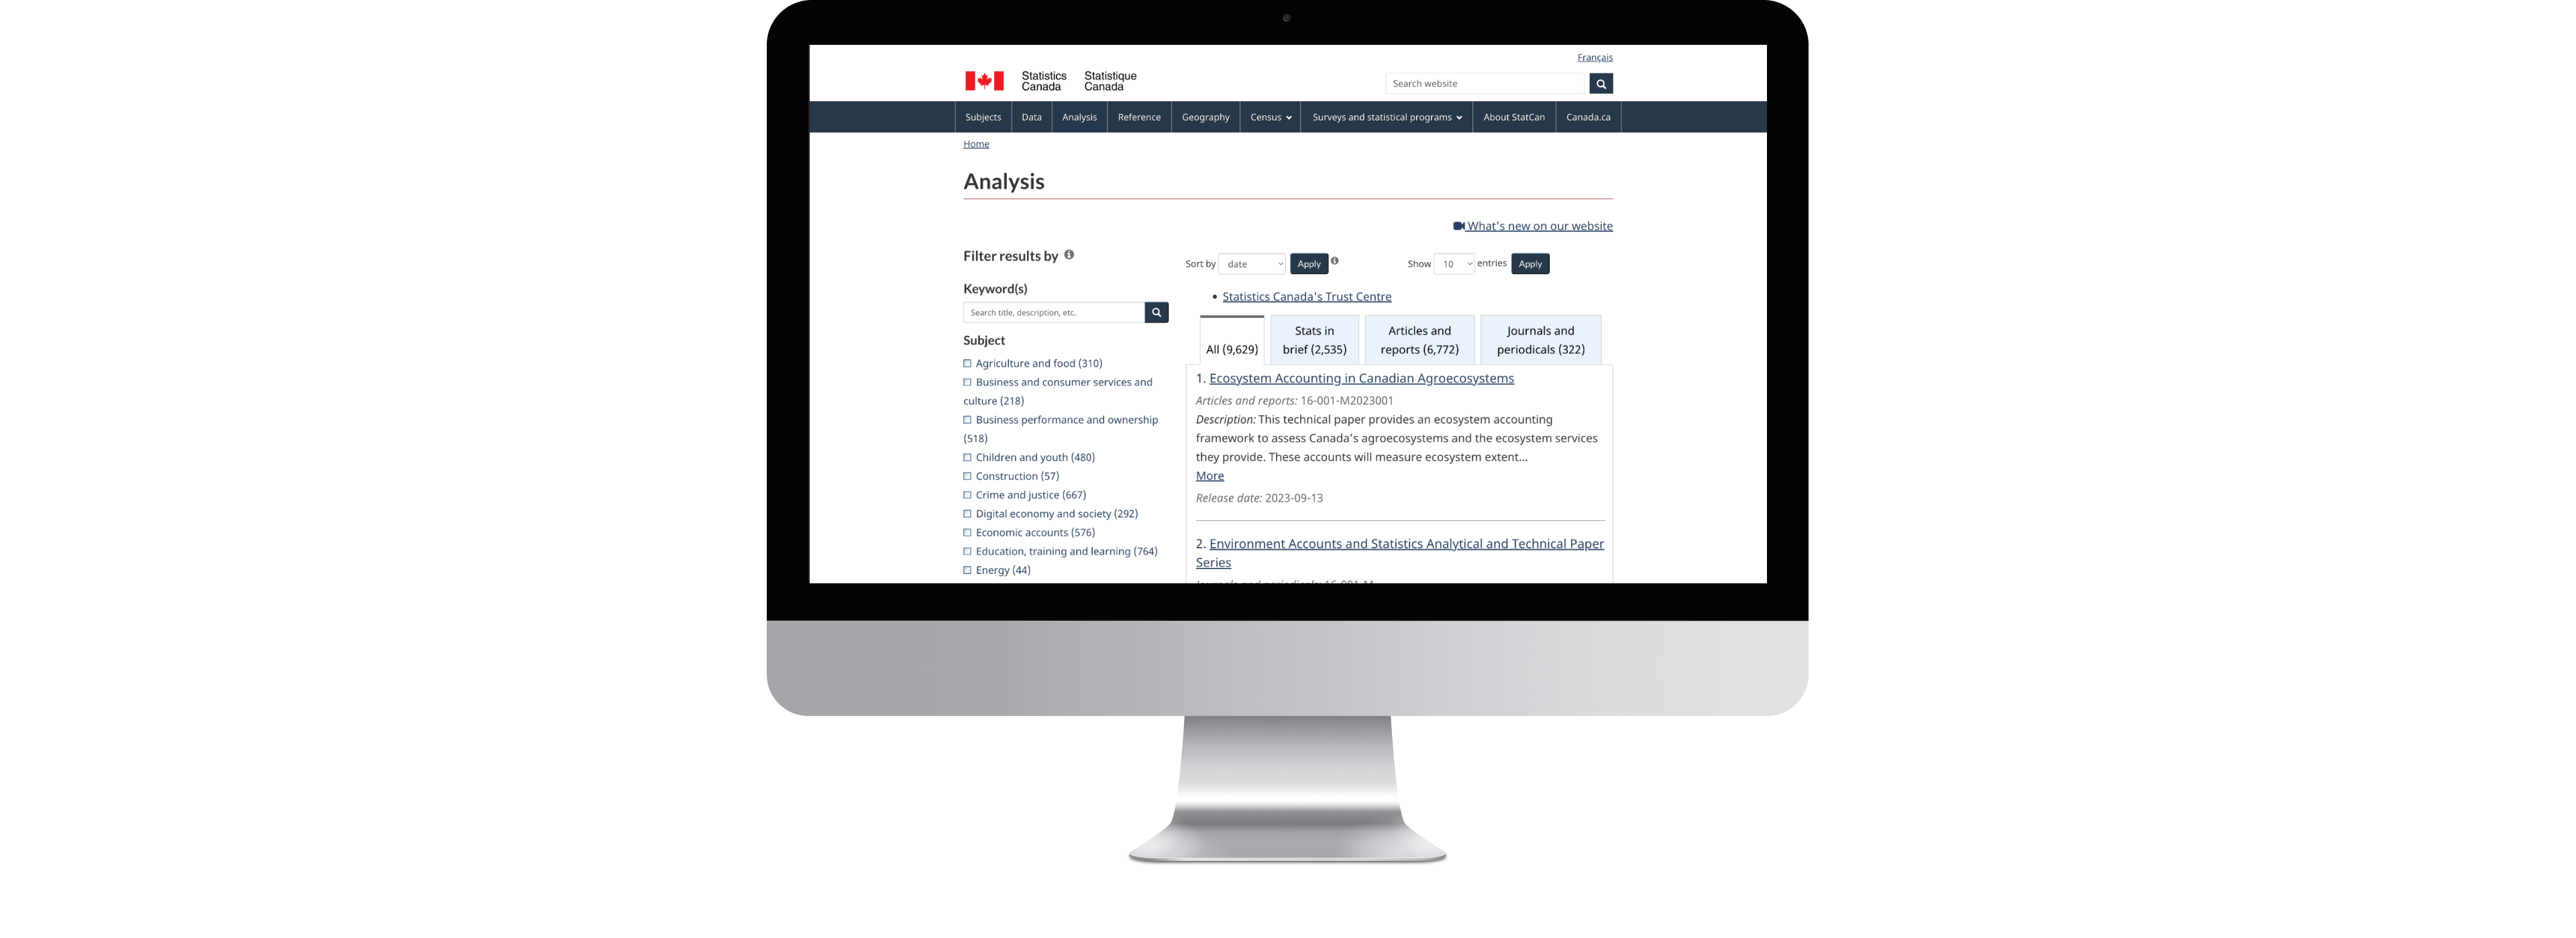 Français
Statistics Statistique
Canada Canada
Search website
Subjects Data Analysis Reference Geography Census Surveys and statistical programs About StatCan Canada.ca
Home
Analysis
What's new on our website
Filter results by
Keyword(s)
Search title, description, etc.
Subject
Agriculture and food (310)
Business and consumer services and
culture (218)
Business performance and ownership
(518)
Children and youth (480)
Construction (57)
Crime and justice (667)
Digital economy and society (292)
Economic accounts (576)
Education, training and learning (764)
Energy (44)
Sort by date Apply Show 10 entries Apply
• Statistics Canada's Trust Centre
All (9,629)
Stats in
brief (2,535)
Articles and
reports (6,772)
Journals and
periodicals (322)
1. Ecosystem Accounting in Canadian Agroecosystems
Articles and reports: 16-001-M2023001
Description: This technical paper provides an ecosystem accounting
framework to assess Canada's agroecosystems and the ecosystem services
they provide. These accounts will measure ecosystem extent...
More
Release date: 2023-09-13
2. Environment Accounts and Statistics Analytical and Technical Paper
Series
Journals and periodicals: 16-001-M